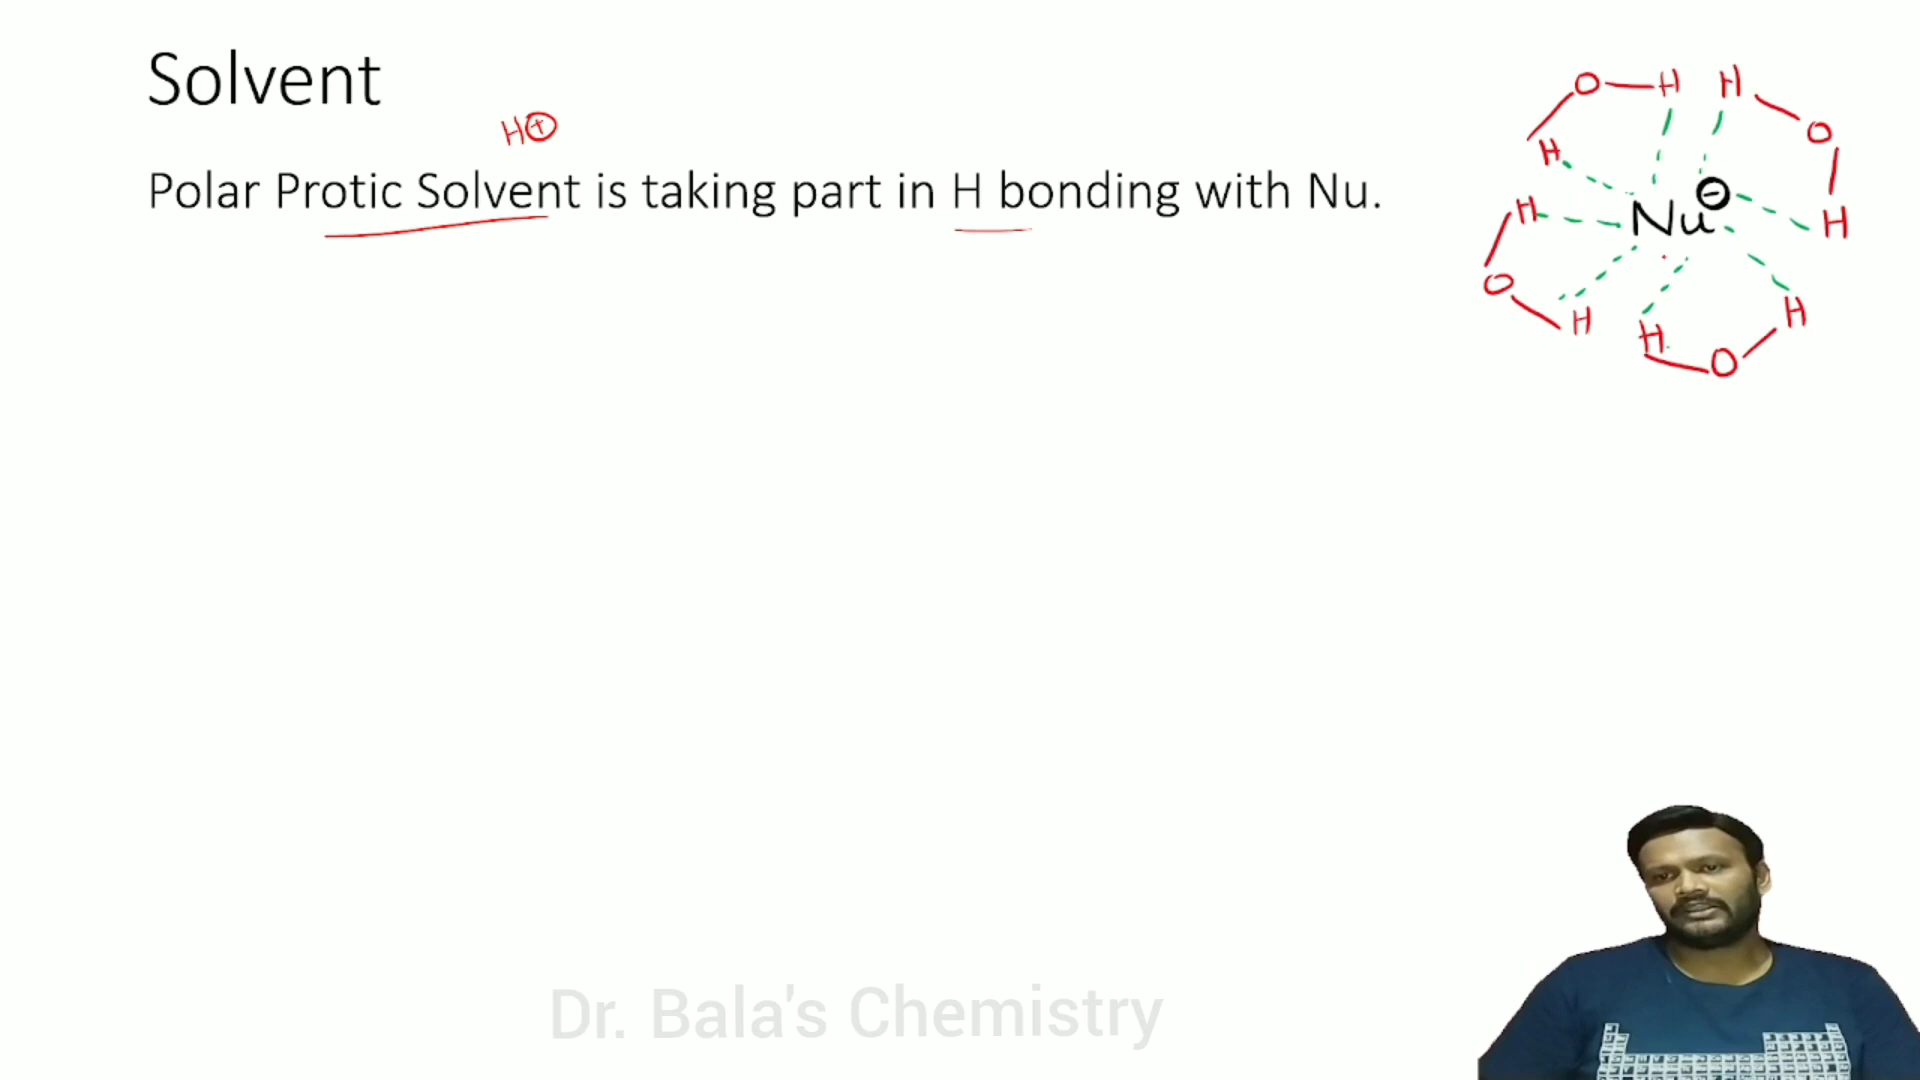 Solvent
H⊕
Polar Protic Solvent is taking part in H bonding with Nu.
O H H
O
H
H Nu⊖
H
O
H H
H
O
Dr. Bala's Chemistry